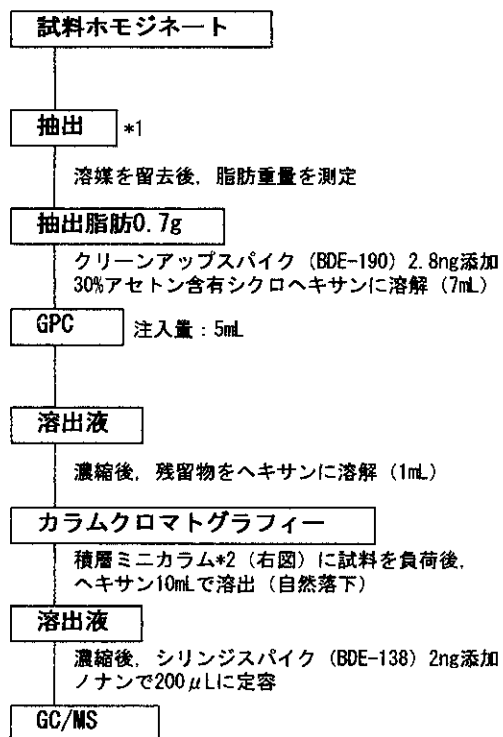 試料ホモジネート
抽出 *1
溶媒を留去後，脂肪重量を測定
抽出脂肪0.7g
クリーンアップスパイク（BDE-190）2.8ng添加
30%アセトン含有シクロヘキサンに溶解（7mL）
GPC 注入量：5mL
溶出液
濃縮後，残留物をヘキサンに溶解（1mL）
カラムクロマトグラフィー
積層ミニカラム*2（右図）に試料を負荷後，
ヘキサン10mLで溶出（自然落下）
溶出液
濃縮後，シリンジスパイク（BDE-138）2ng添加
ノナンで200μLに定容
GC/MS